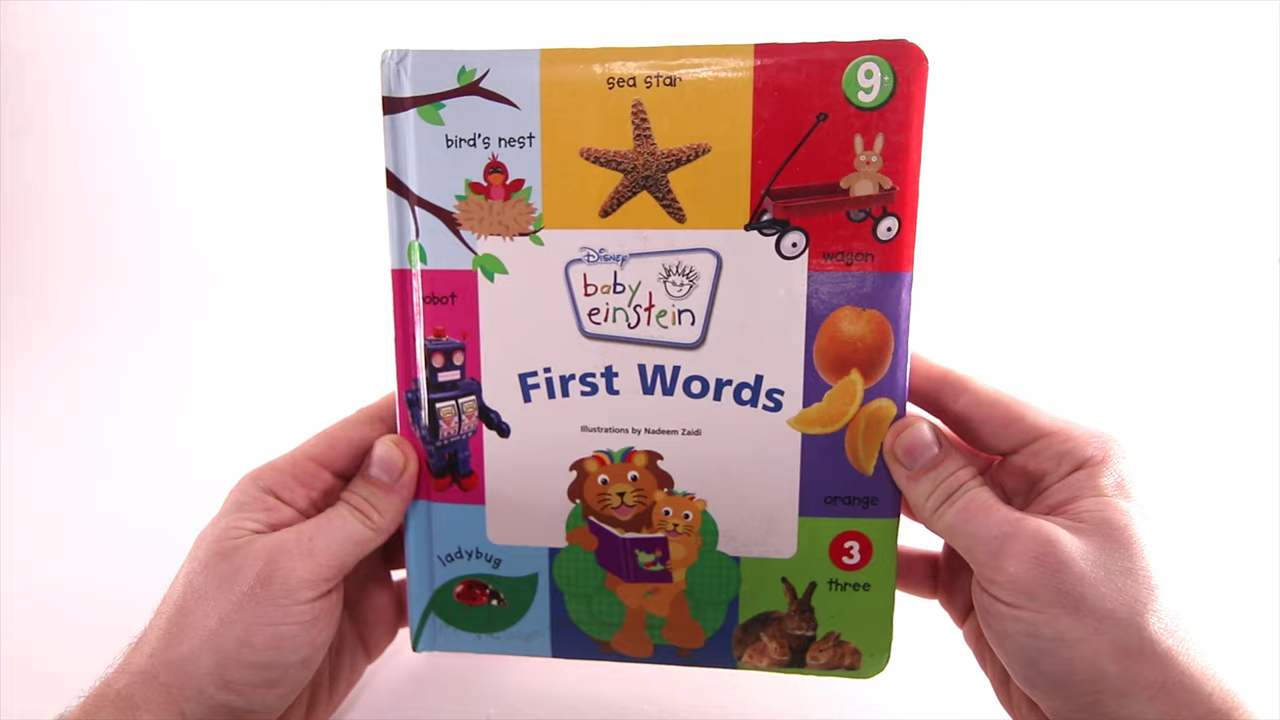 sea star
9+
bird's nest
wagon
Disney
baby
einstein
robot
First Words
Illustrations by Nadeem Zaidi
orange
ladybug
3
three